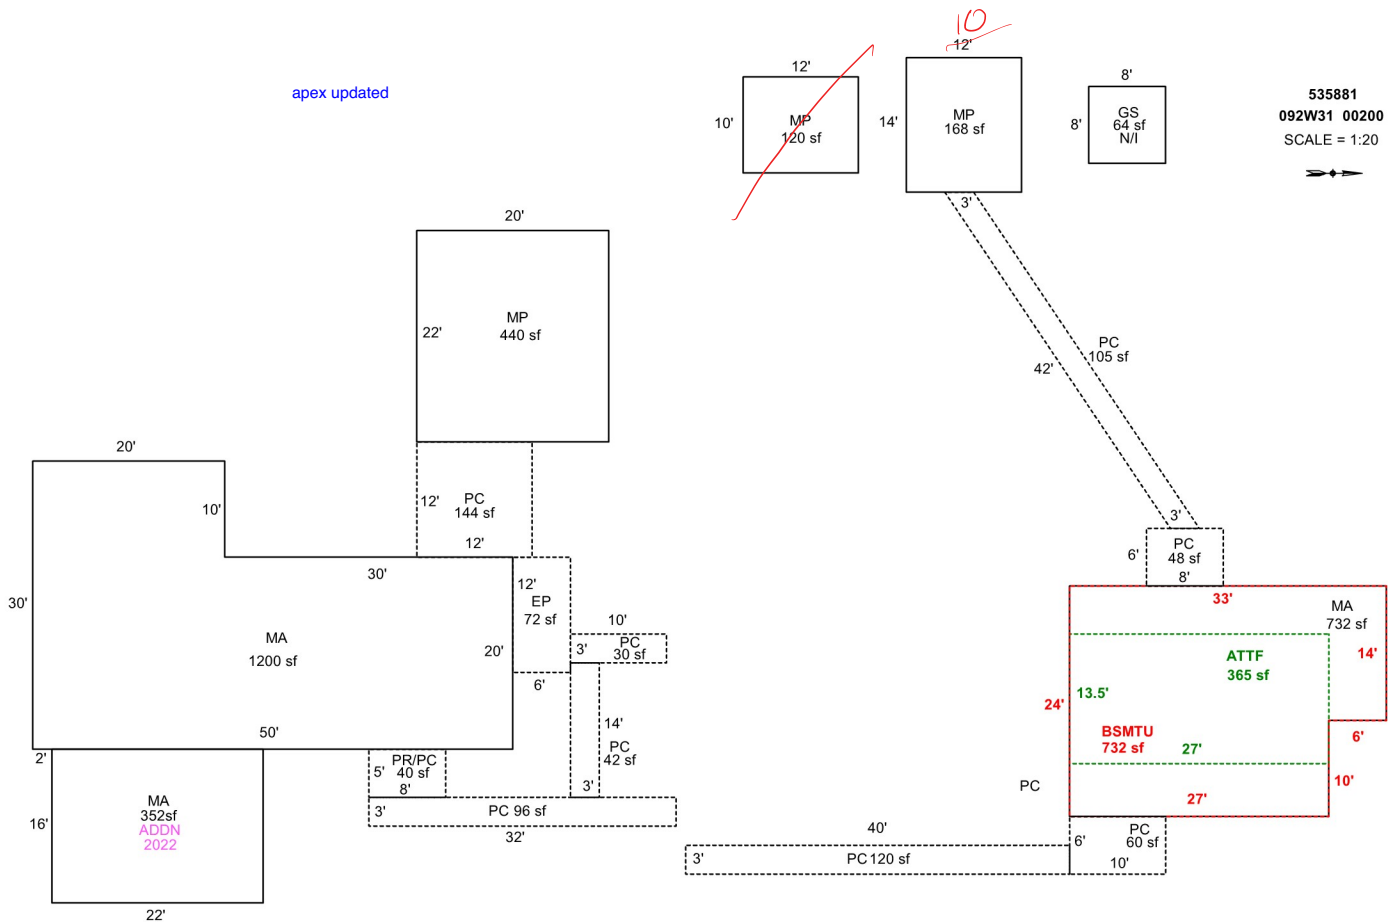 10
12'
12'
8'
apex updated
535881
10'
MP
120 sf
14'
MP
168 sf
8'
GS
64 sf
N/I
092W31 00200
SCALE = 1:20
3'
20'
22'
MP
440 sf
42'
PC
105 sf
20'
10'
12'
PC
144 sf
12'
3'
6'
PC
48 sf
8'
30'
30'
12'
EP
72 sf
10'
3'
PC
30 sf
20'
6'
MA
1200 sf
33'
MA
732 sf
14'
ATTF
365 sf
13.5'
24'
BSMTU
732 sf
27'
6'
10'
27'
50'
2'
14'
PC
42 sf
3'
PR/PC
5'
40 sf
8'
3'
PC 96 sf
32'
PC
MA
352sf
ADDN
2022
16'
22'
40'
3'
PC 120 sf
6'
PC
60 sf
10'